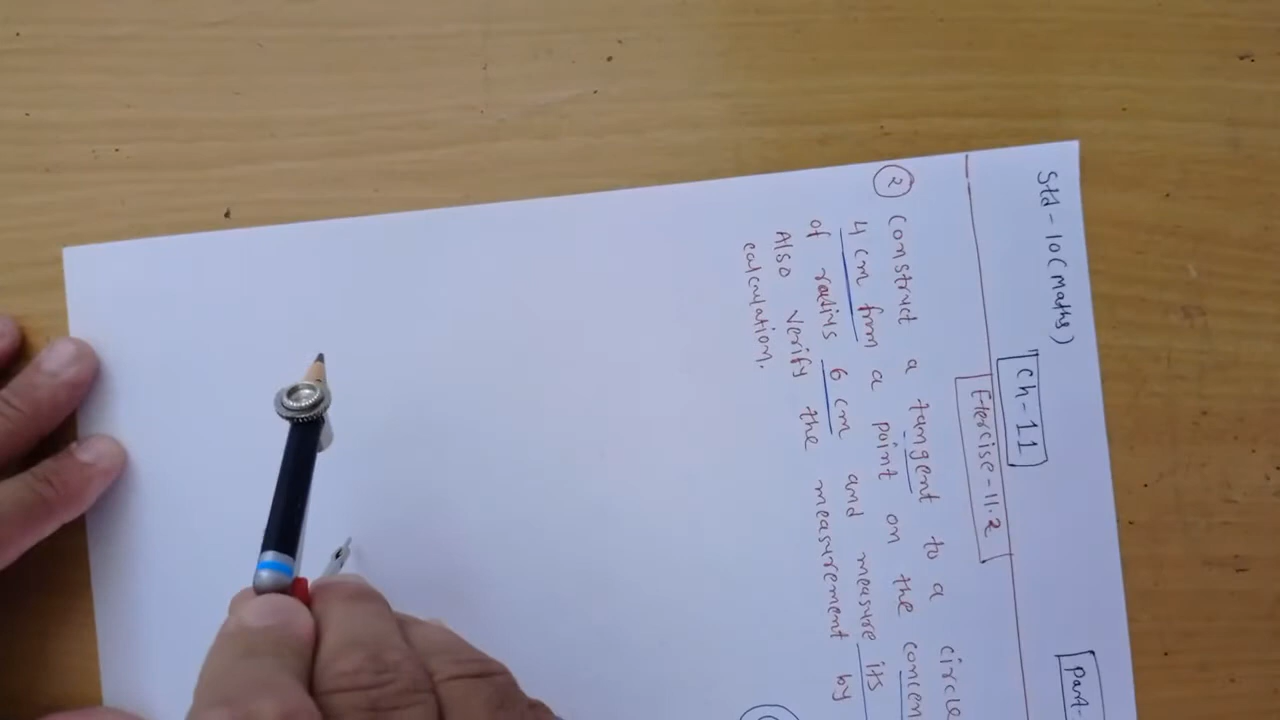 Std - 10 (Maths)
Ch - 11
Part-
Exercise - 11.2
② Construct a tangent to a circle
4 cm from a point on the concen
of radius 6 cm and measure its
Also verify the measurement by
calculation.